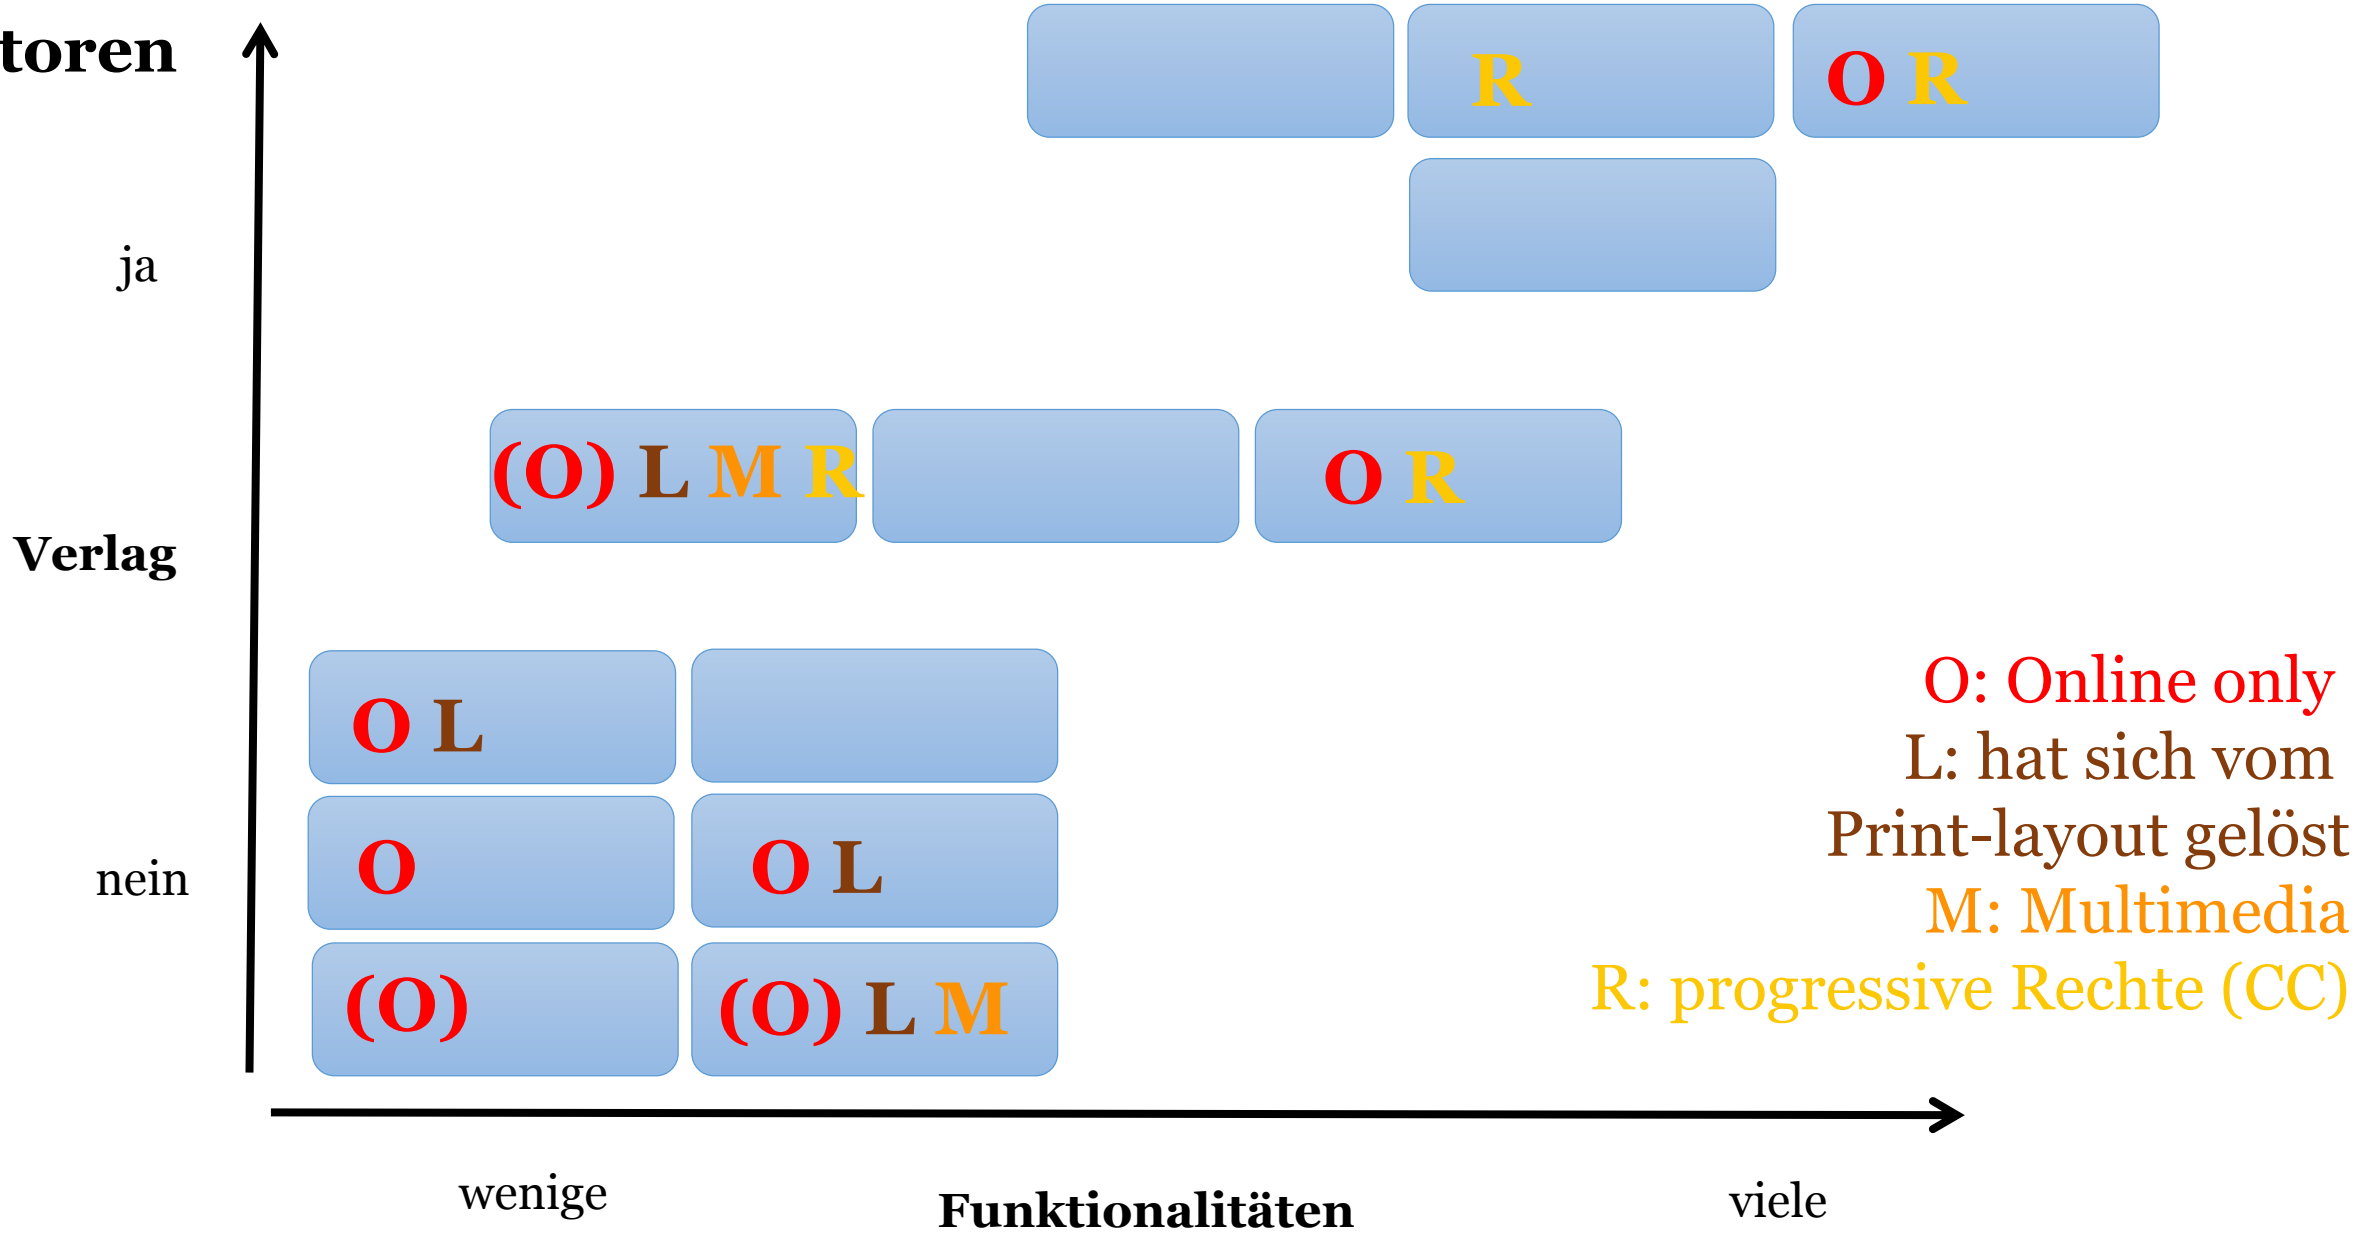 toren
R
O R
ja
(O) L M R
O R
Verlag
O L
O
O L
nein
(O)
(O) L M
O: Online only
L: hat sich vom
Print-layout gelöst
M: Multimedia
R: progressive Rechte (CC)
wenige
Funktionalitäten
viele